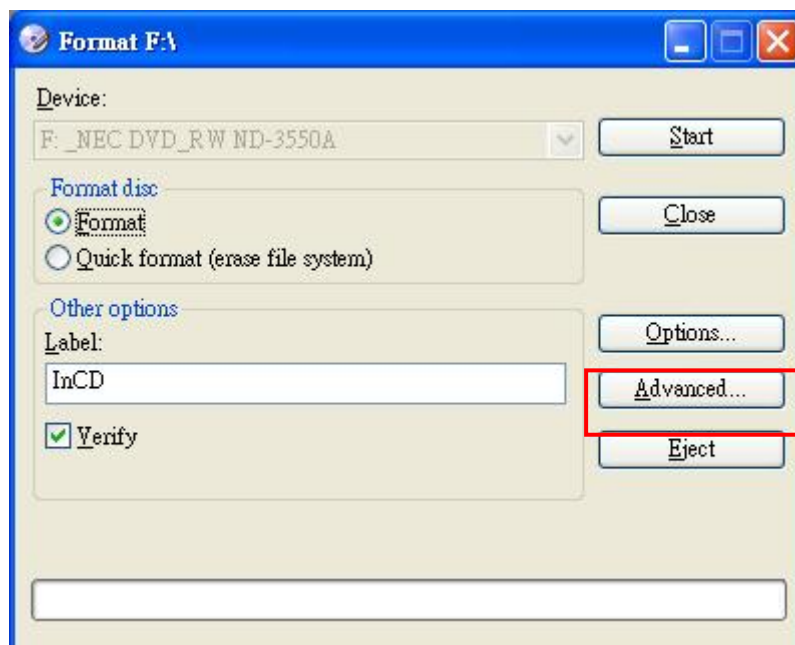 Format F:\
Device:
F: _NEC DVD_RW ND-3550A
Start
Format disc
Format
Close
Quick format (erase file system)
Other options
Label:
Options...
InCD
Advanced...
Verify
Eject